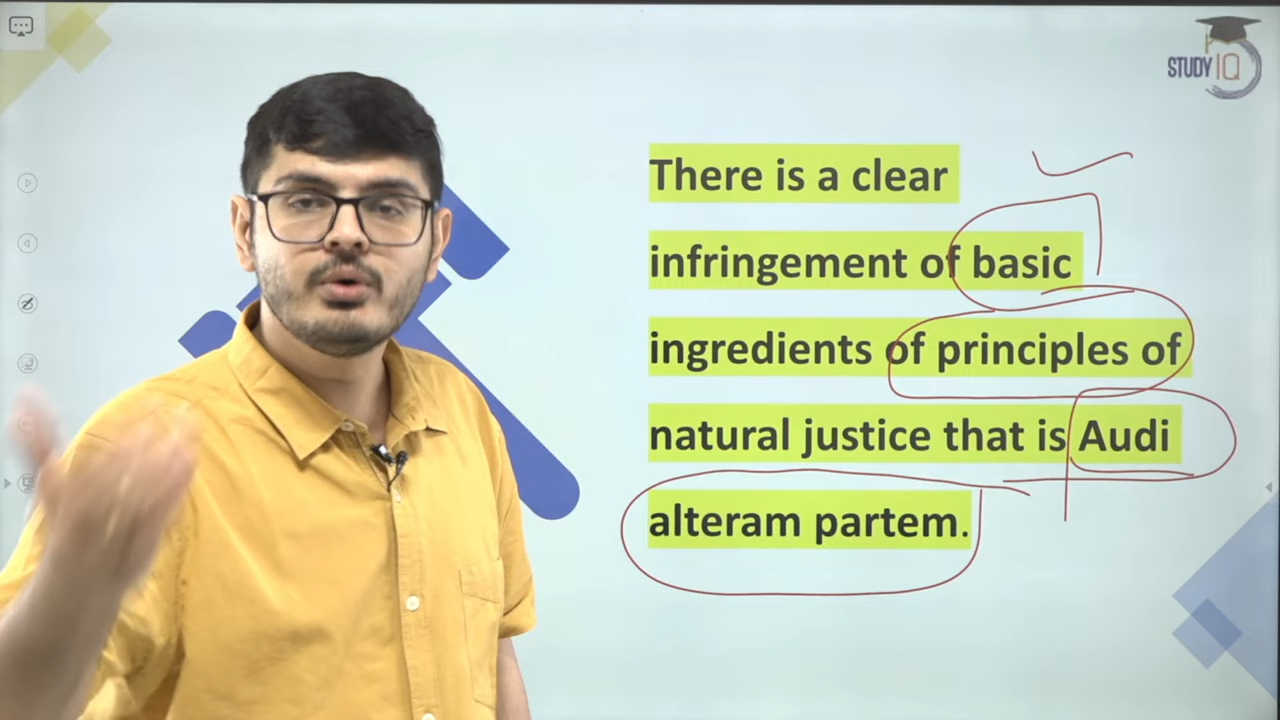 STUDY IQ
There is a clear
infringement of basic
ingredients of principles of
natural justice that is Audi
alteram partem.